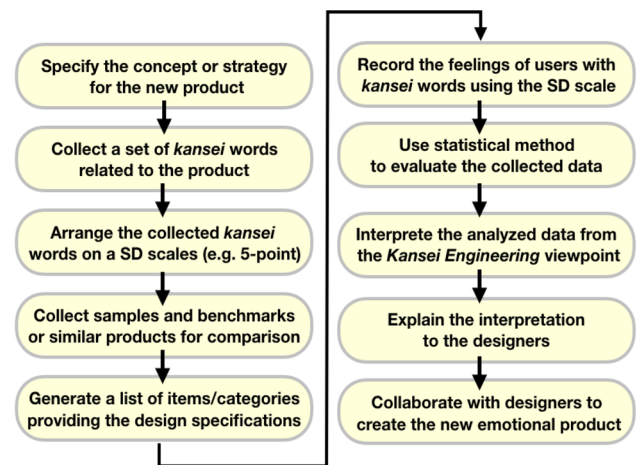 Specify the concept or strategy
for the new product
Collect a set of kansei words
related to the product
Arrange the collected kansei
words on a SD scales (e.g. 5-point)
Collect samples and benchmarks
or similar products for comparison
Generate a list of items/categories
providing the design specifications
Record the feelings of users with
kansei words using the SD scale
Use statistical method
to evaluate the collected data
Interprete the analyzed data from
the Kansei Engineering viewpoint
Explain the interpretation
to the designers
Collaborate with designers to
create the new emotional product